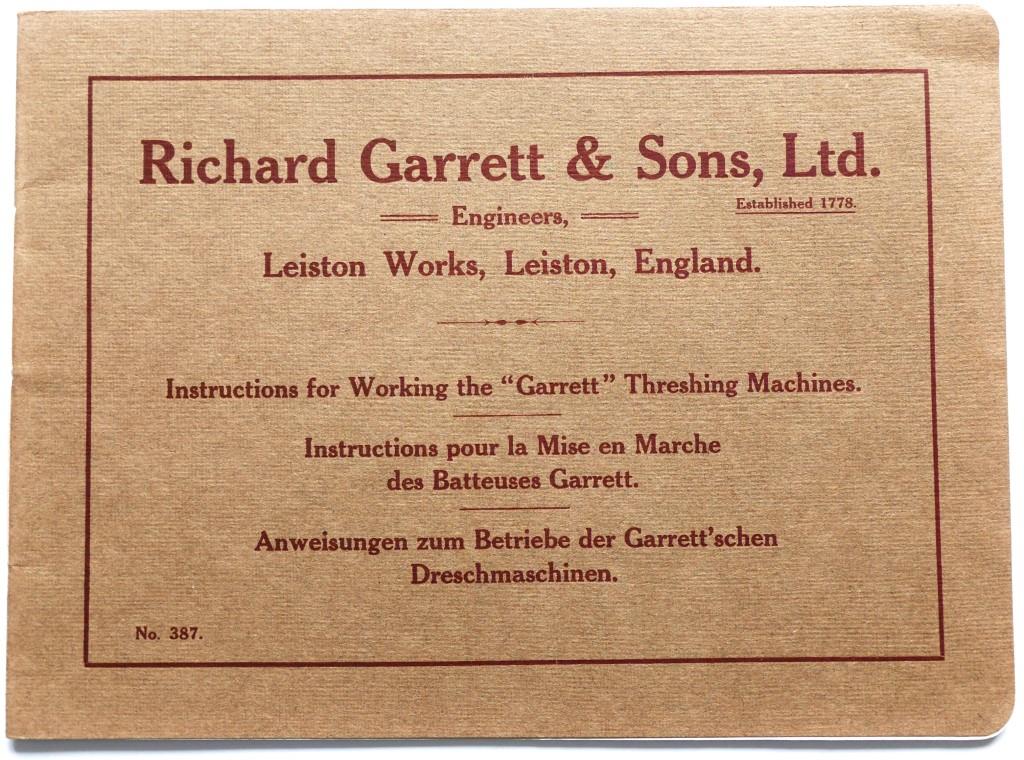 Richard Garrett & Sons, Ltd.
Established 1778.
Engineers,
Leiston Works, Leiston, England.
Instructions for Working the “Garrett” Threshing Machines.
Instructions pour la Mise en Marche
des Batteuses Garrett.
Anweisungen zum Betriebe der Garrett’schen
Dreschmaschinen.
No. 387.